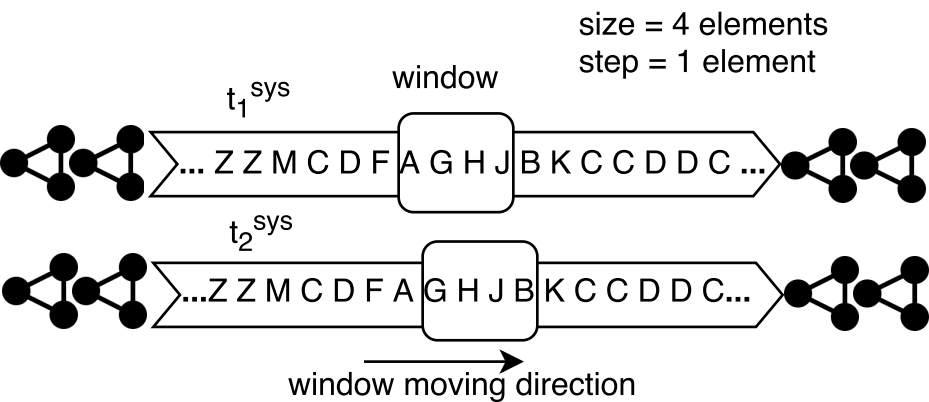 size = 4 elements
step = 1 element
window
t₁ˢʸˢ
... Z Z M C D F A G H J B K C C D D C ...
t₂ˢʸˢ
...Z Z M C D F A G H J B K C C D D C...
window moving direction